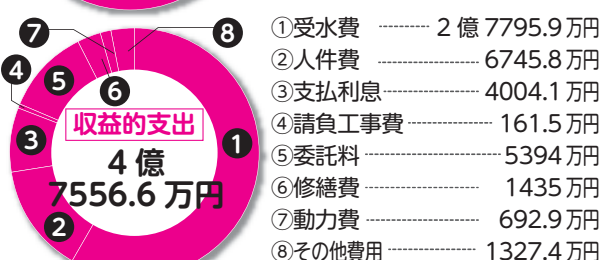 ⑦
⑧
④
⑤
⑥
③
①
②
収益的支出
4億
7556.6万円
①受水費 2億7795.9万円
②人件費 6745.8万円
③支払利息 4004.1万円
④請負工事費 161.5万円
⑤委託料 5394万円
⑥修繕費 1435万円
⑦動力費 692.9万円
⑧その他費用 1327.4万円